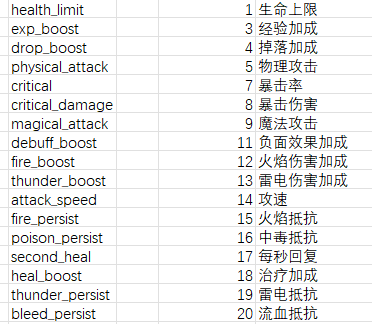 health_limit 1 生命上限
exp_boost 3 经验加成
drop_boost 4 掉落加成
physical_attack 5 物理攻击
critical 7 暴击率
critical_damage 8 暴击伤害
magical_attack 9 魔法攻击
debuff_boost 11 负面效果加成
fire_boost 12 火焰伤害加成
thunder_boost 13 雷电伤害加成
attack_speed 14 攻速
fire_persist 15 火焰抵抗
poison_persist 16 中毒抵抗
second_heal 17 每秒回复
heal_boost 18 治疗加成
thunder_persist 19 雷电抵抗
bleed_persist 20 流血抵抗